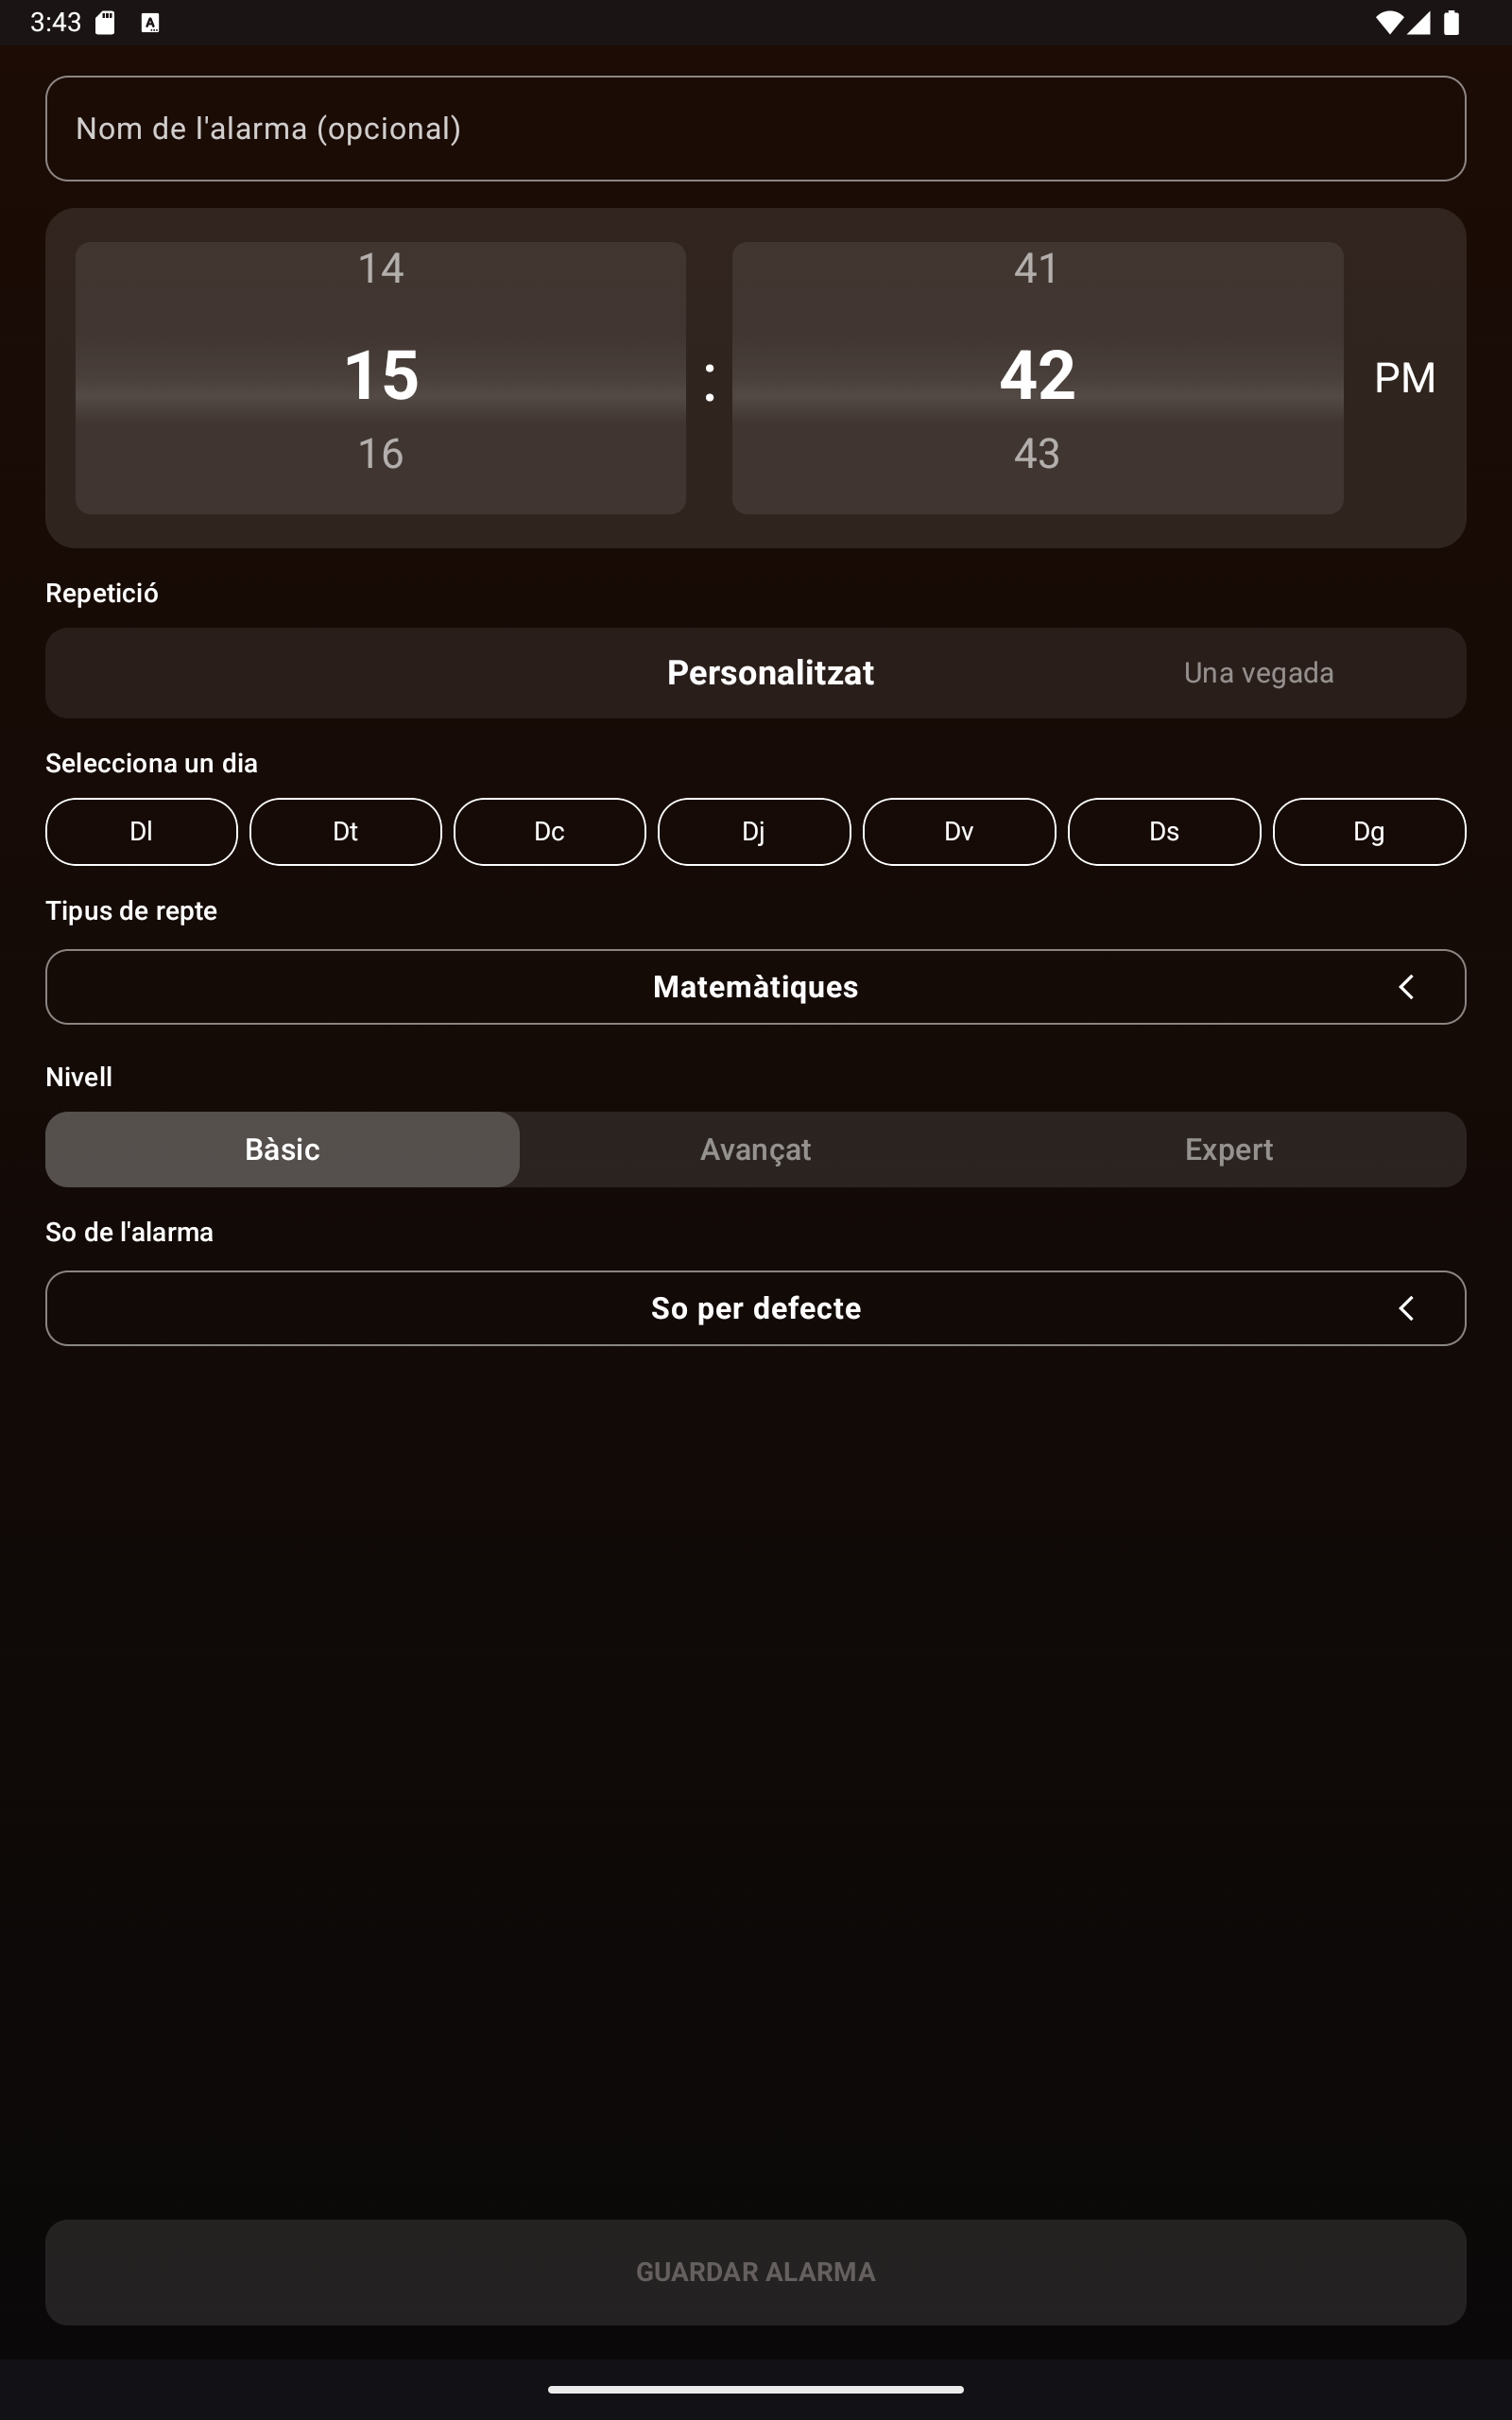 3:43
Nom de l'alarma (opcional)
14 41
15 : 42 PM
16 43
Repetició
Personalitzat Una vegada
Selecciona un dia
Dl Dt Dc Dj Dv Ds Dg
Tipus de repte
Matemàtiques
Nivell
Bàsic Avançat Expert
So de l'alarma
So per defecte
GUARDAR ALARMA